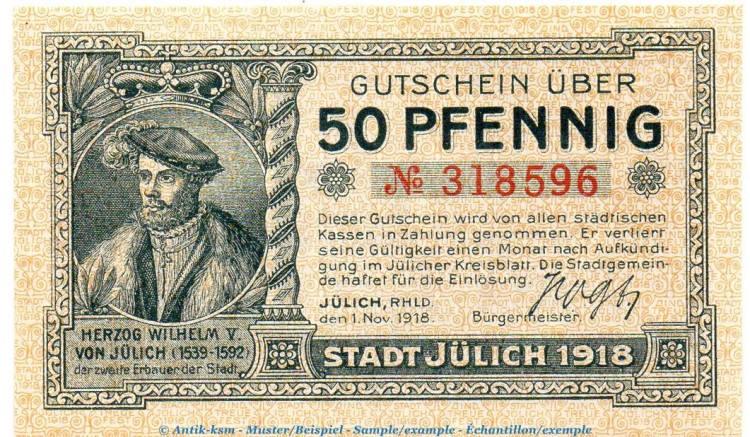 GUTSCHEIN ÜBER
50 PFENNIG
№ 318596
Dieser Gutschein wird von allen städtischen
Kassen in Zahlung genommen. Er verliert
seine Gültigkeit einen Monat nach Aufkündi-
gung im Jülicher Kreisblatt. Die Stadtgemein-
de haftet für die Einlösung.
JÜLICH, RHLD.
den 1. Nov. 1918. Bürgermeister.
HERZOG WILHELM V.
VON JÜLICH (1539-1592)
der zweite Erbauer der Stadt.
STADT JÜLICH 1918
© Antik-ksm - Muster/Beispiel - Sample/example - Échantillon/exemple